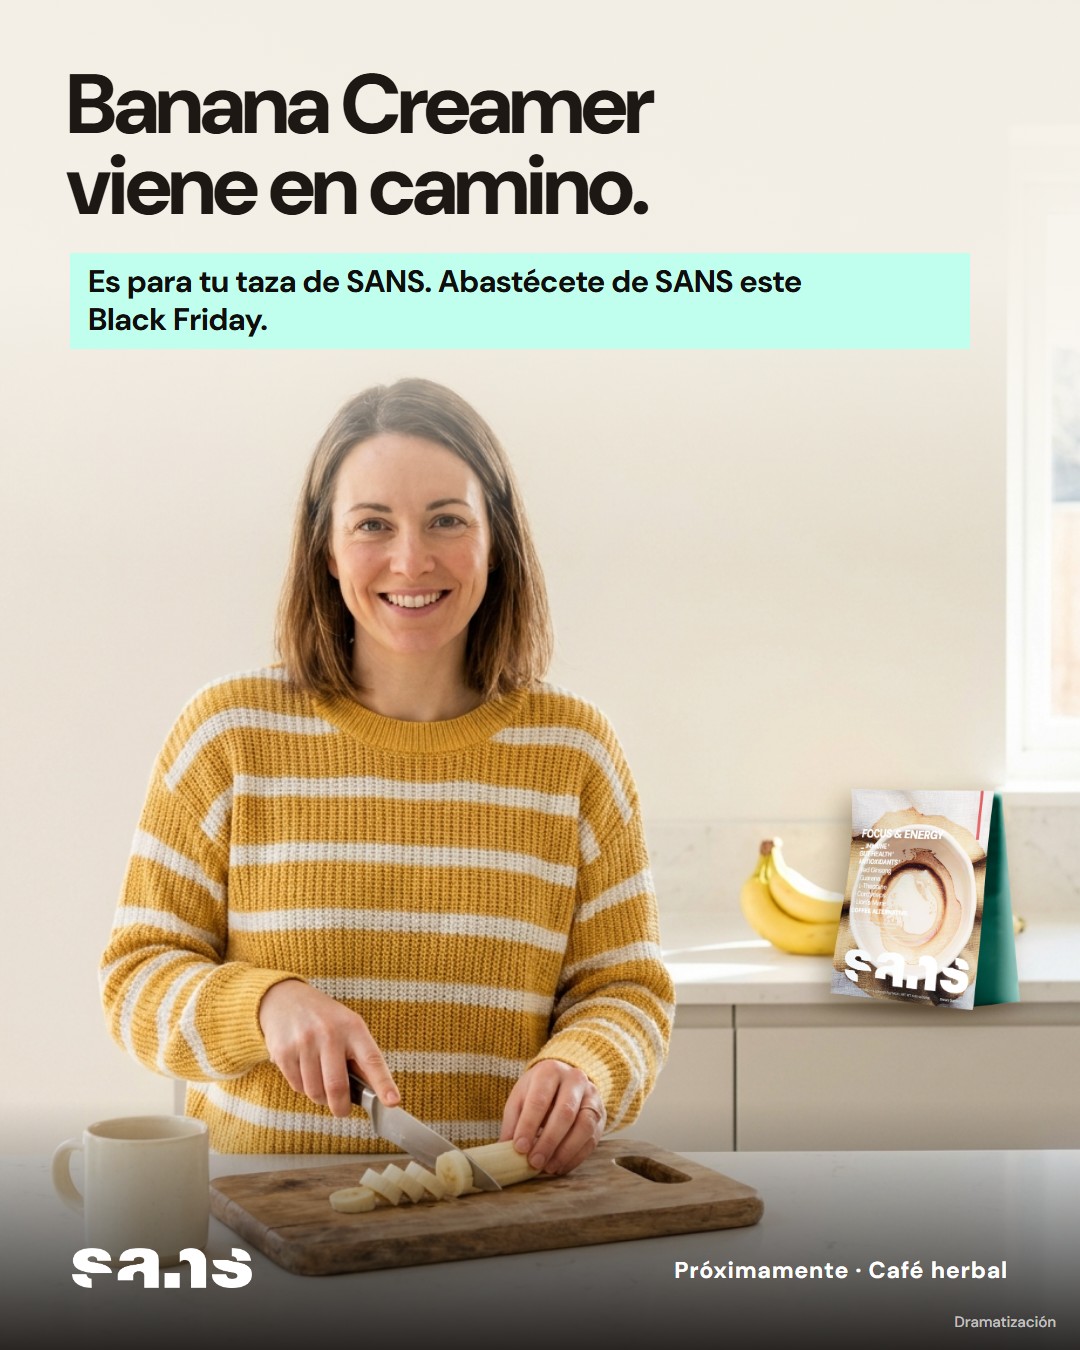 Banana Creamer
viene en camino.
Es para tu taza de SANS. Abastécete de SANS este
Black Friday.
FOCUS & ENERGY
sans
sans
Próximamente · Café herbal
Dramatización